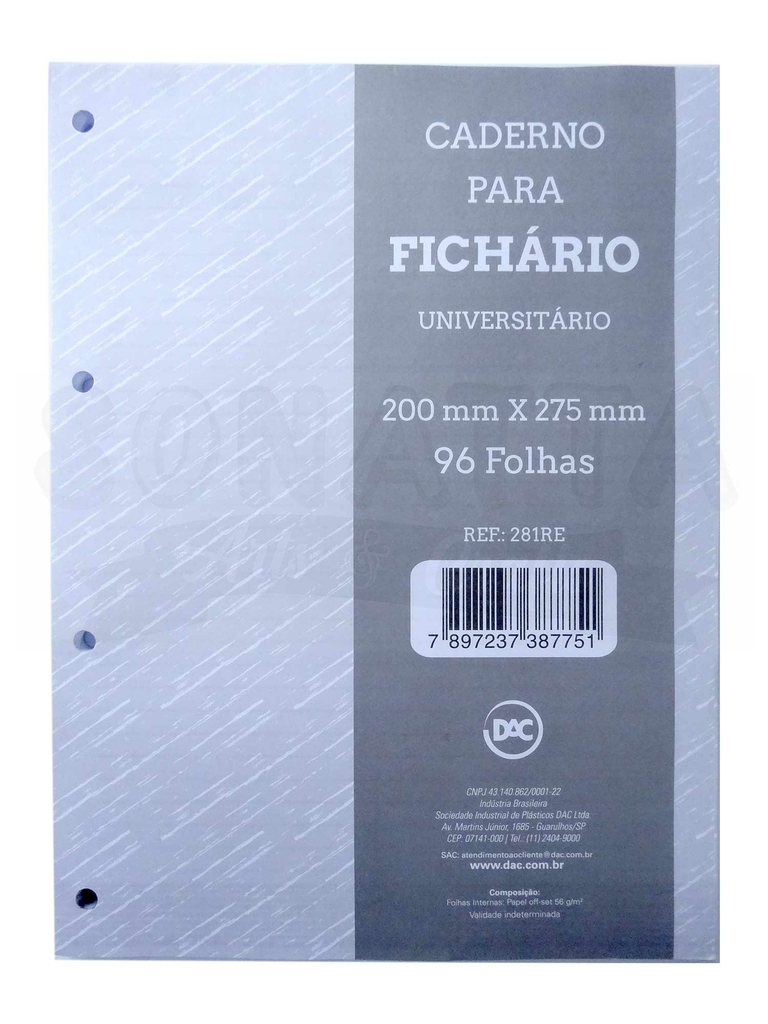 CADERNO
PARA
FICHÁRIO
UNIVERSITÁRIO
200 mm X 275 mm
96 Folhas
REF.: 281RE
7 897237 387751
DAC
CNPJ 43.140.862/0001-22
Indústria Brasileira
Sociedade Industrial de Plásticos DAC Ltda
Av. Martins Júnior, 1685 - Guarulhos/SP
CEP: 07141-000 | Tel.: (11) 2404-9000
SAC: atendimentoaocliente@dac.com.br
www.dac.com.br
Composição:
Folhas Internas: Papel off-set 56 g/m²
Validade indeterminada
SONATTA